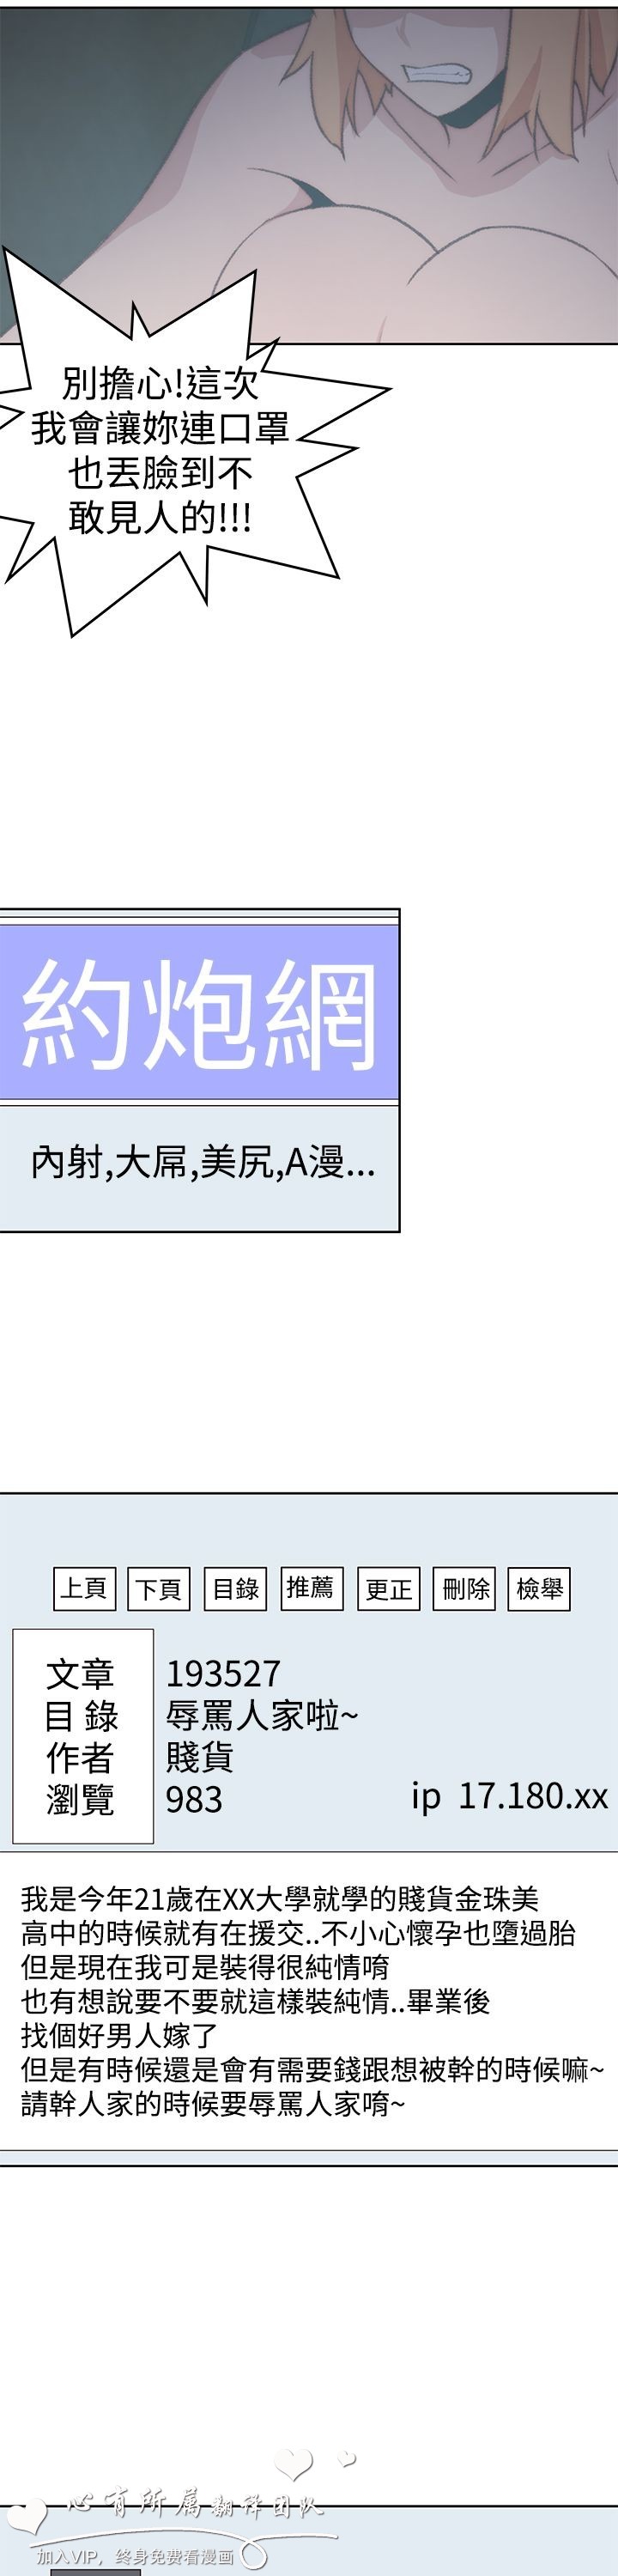 別擔心!這次
我會讓妳連口罩
也丟臉到不
敢見人的!!!
約炮網
內射,大屌,美尻,A漫...
上頁 下頁 目錄 推薦 更正 刪除 檢舉
文章 193527
目 錄 辱罵人家啦~
作者 賤貨
瀏覽 983 ip 17.180.xx
我是今年21歲在XX大學就學的賤貨金珠美
高中的時候就有在援交..不小心懷孕也墮過胎
但是現在我可是裝得很純情唷
也有想說要不要就這樣裝純情..畢業後
找個好男人嫁了
但是有時候還是會有需要錢跟想被幹的時候嘛~
請幹人家的時候要辱罵人家唷~
心有所属翻译团队
加入VIP，终身免费看漫画